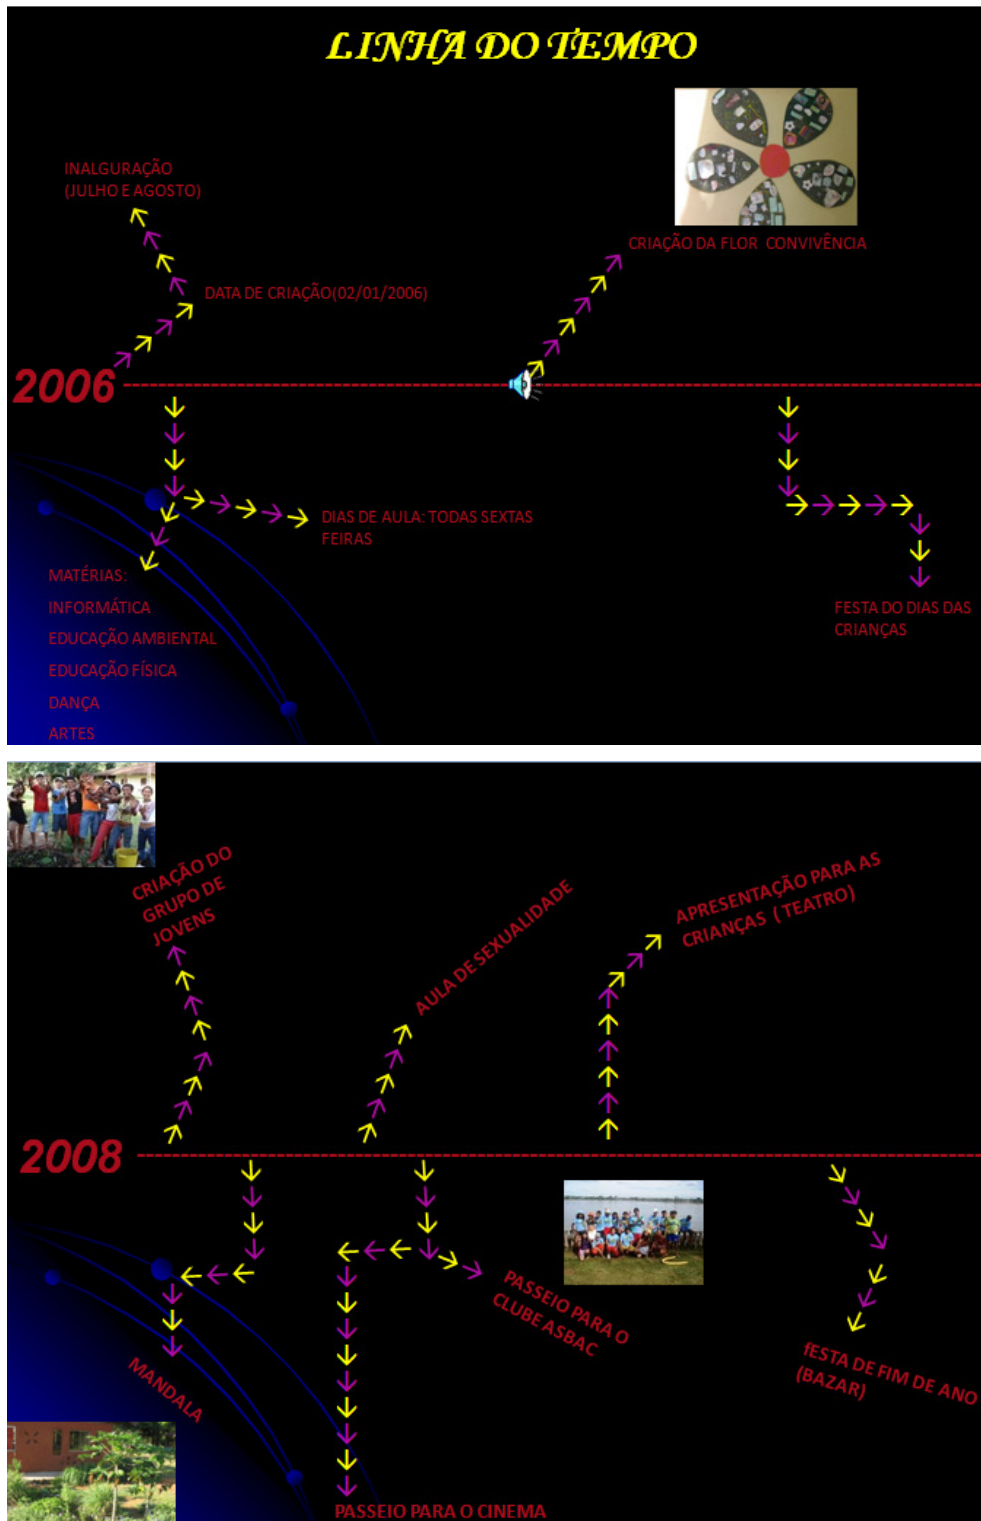 LINHA DO TEMPO
INALGURAÇÃO
(JULHO E AGOSTO)
CRIAÇÃO DA FLOR CONVIVÊNCIA
DATA DE CRIAÇÃO(02/01/2006)
2006
DIAS DE AULA: TODAS SEXTAS
FEIRAS
MATÉRIAS:
INFORMÁTICA
EDUCAÇÃO AMBIENTAL
EDUCAÇÃO FÍSICA
DANÇA
ARTES
FESTA DO DIAS DAS
CRIANÇAS
CRIAÇÃO DO
GRUPO DE
JOVENS
AULA DE SEXUALIDADE
APRESENTAÇÃO PARA AS
CRIANÇAS ( TEATRO)
2008
MANDALA
PASSEIO PARA O
CLUBE ASBAC
PASSEIO PARA O CINEMA
fESTA DE FIM DE ANO
(BAZAR)